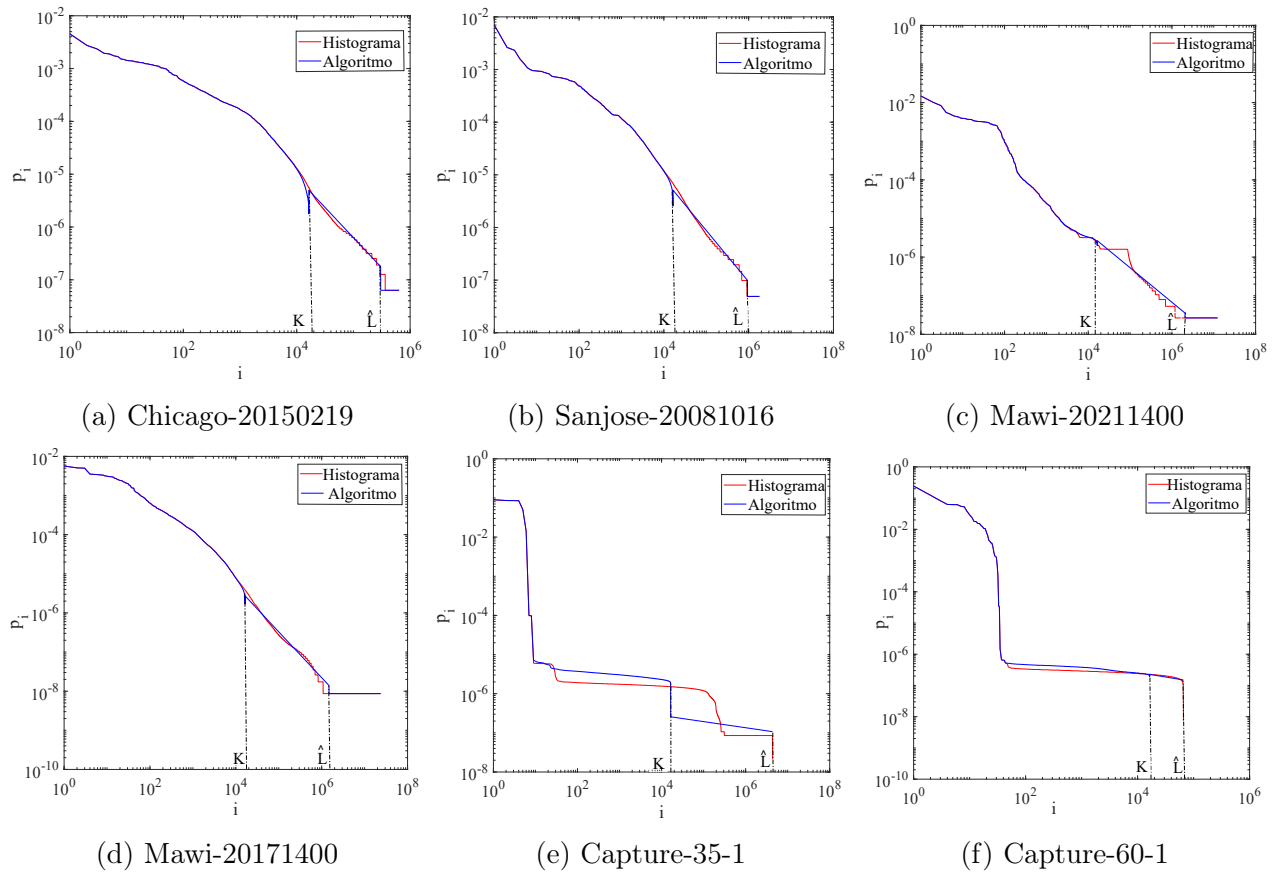 10^-2
10^-3
10^-4
10^-5
10^-6
10^-7
10^-8
p_i
Histograma
Algoritmo
K
L̂
10^0 10^2 10^4 10^6
i
(a) Chicago-20150219
10^-2
10^-3
10^-4
10^-5
10^-6
10^-7
10^-8
p_i
Histograma
Algoritmo
K
L̂
10^0 10^2 10^4 10^6 10^8
i
(b) Sanjose-20081016
10^0
10^-2
10^-4
10^-6
10^-8
p_i
Histograma
Algoritmo
K
L̂
10^0 10^2 10^4 10^6 10^8
i
(c) Mawi-20211400
10^-2
10^-4
10^-6
10^-8
10^-10
p_i
Histograma
Algoritmo
K
L̂
10^0 10^2 10^4 10^6 10^8
i
(d) Mawi-20171400
10^0
10^-2
10^-4
10^-6
10^-8
p_i
Histograma
Algoritmo
K
L̂
10^0 10^2 10^4 10^6 10^8
i
(e) Capture-35-1
10^0
10^-2
10^-4
10^-6
10^-8
10^-10
p_i
Histograma
Algoritmo
K
L̂
10^0 10^2 10^4 10^6
i
(f) Capture-60-1